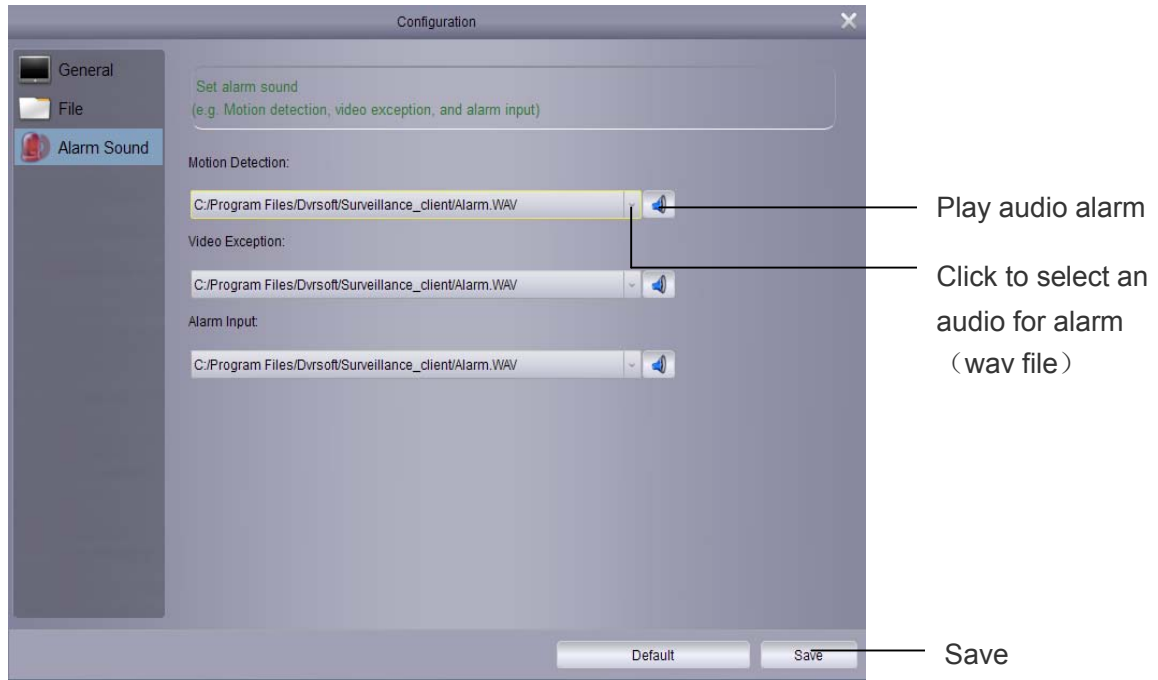 Configuration
General
File
Alarm Sound
Set alarm sound
(e.g. Motion detection, video exception, and alarm input)
Motion Detection:
C:/Program Files/Dvrsoft/Surveillance_client/Alarm.WAV
Video Exception:
C:/Program Files/Dvrsoft/Surveillance_client/Alarm.WAV
Alarm Input:
C:/Program Files/Dvrsoft/Surveillance_client/Alarm.WAV
Default
Save
Play audio alarm
Click to select an
audio for alarm
（wav file）
Save